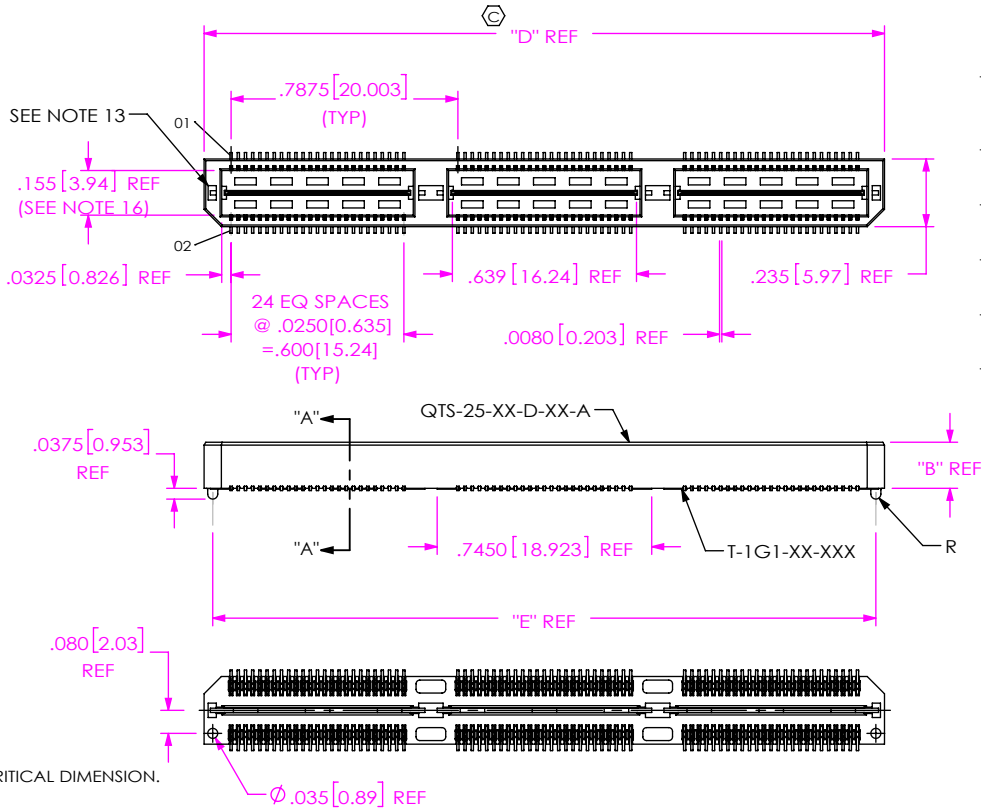 C
"D" REF
.7875[20.003]
(TYP)
SEE NOTE 13
01
.155[3.94] REF
(SEE NOTE 16)
02
.0325[0.826] REF
.639[16.24] REF
.235[5.97] REF
24 EQ SPACES
@ .0250[0.635]
=.600[15.24]
(TYP)
.0080[0.203] REF
"A"
QTS-25-XX-D-XX-A
.0375[0.953]
REF
"B" REF
"A"
.7450[18.923] REF
T-1G1-XX-XXX
R
"E" REF
.080[2.03]
REF
RITICAL DIMENSION.
Ø.035[0.89] REF